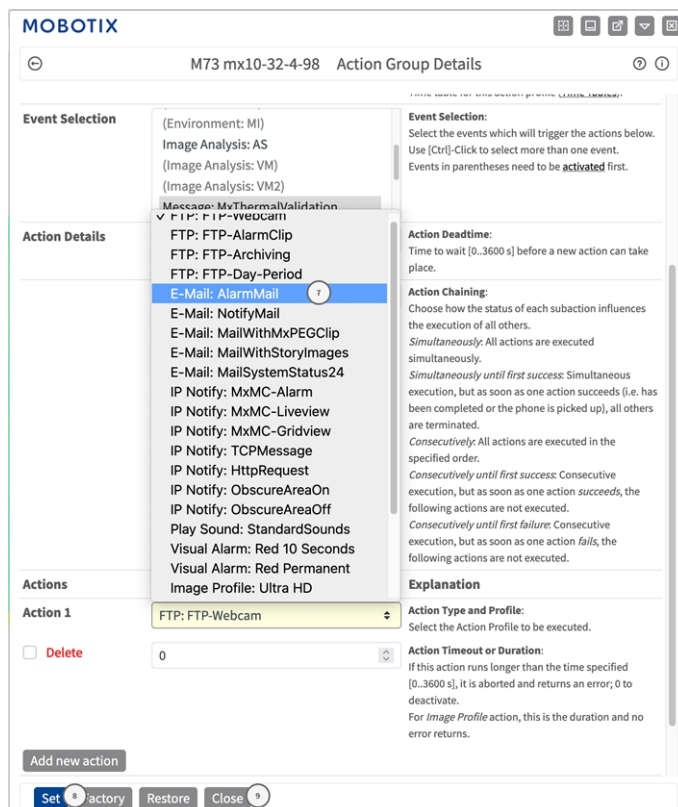 MOBOTIX
M73 mx10-32-4-98 Action Group Details
Time table for this action profile (Time Tables).
Event Selection
(Environment: MI)
Image Analysis: AS
(Image Analysis: VM)
(Image Analysis: VM2)
Message: MxThermalValidation
Event Selection:
Select the events which will trigger the actions below.
Use [Ctrl]-Click to select more than one event.
Events in parentheses need to be activated first.
Action Details
✓ FTP: FTP-Webcam
FTP: FTP-AlarmClip
FTP: FTP-Archiving
FTP: FTP-Day-Period
E-Mail: AlarmMail 7
E-Mail: NotifyMail
E-Mail: MailWithMxPEGClip
E-Mail: MailWithStoryImages
E-Mail: MailSystemStatus24
IP Notify: MxMC-Alarm
IP Notify: MxMC-Liveview
IP Notify: MxMC-Gridview
IP Notify: TCPMessage
IP Notify: HttpRequest
IP Notify: ObscureAreaOn
IP Notify: ObscureAreaOff
Play Sound: StandardSounds
Visual Alarm: Red 10 Seconds
Visual Alarm: Red Permanent
Image Profile: Ultra HD
Action Deadtime:
Time to wait [0..3600 s] before a new action can take
place.
Action Chaining:
Choose how the status of each subaction influences
the execution of all others.
Simultaneously: All actions are executed
simultaneously.
Simultaneously until first success: Simultaneous
execution, but as soon as one action succeeds (i.e. has
been completed or the phone is picked up), all others
are terminated.
Consecutively: All actions are executed in the
specified order.
Consecutively until first success: Consecutive
execution, but as soon as one action succeeds, the
following actions are not executed.
Consecutively until first failure: Consecutive
execution, but as soon as one action fails, the
following actions are not executed.
Actions
Explanation
Action 1
FTP: FTP-Webcam
Action Type and Profile:
Select the Action Profile to be executed.
Delete
0
Action Timeout or Duration:
If this action runs longer than the time specified
[0..3600 s], it is aborted and returns an error; 0 to
deactivate.
For Image Profile action, this is the duration and no
error returns.
Add new action
Set 8 Factory Restore Close 9